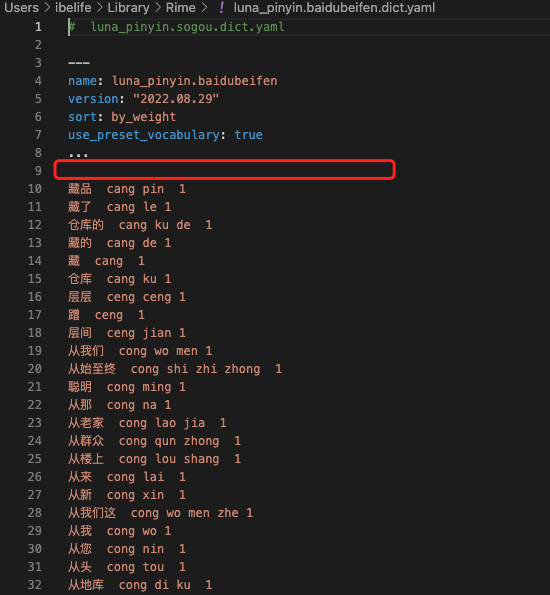 Users > ibelife > Library > Rime > ! luna_pinyin.baidubeifen.dict.yaml
1 # luna_pinyin.sogou.dict.yaml
2
3 ---
4 name: luna_pinyin.baidubeifen
5 version: "2022.08.29"
6 sort: by_weight
7 use_preset_vocabulary: true
8 ...
9
10 藏品 cang pin 1
11 藏了 cang le 1
12 仓库的 cang ku de 1
13 藏的 cang de 1
14 藏 cang 1
15 仓库 cang ku 1
16 层层 ceng ceng 1
17 蹭 ceng 1
18 层间 ceng jian 1
19 从我们 cong wo men 1
20 从始至终 cong shi zhi zhong 1
21 聪明 cong ming 1
22 从那 cong na 1
23 从老家 cong lao jia 1
24 从群众 cong qun zhong 1
25 从楼上 cong lou shang 1
26 从来 cong lai 1
27 从新 cong xin 1
28 从我们这 cong wo men zhe 1
29 从我 cong wo 1
30 从您 cong nin 1
31 从头 cong tou 1
32 从地库 cong di ku 1